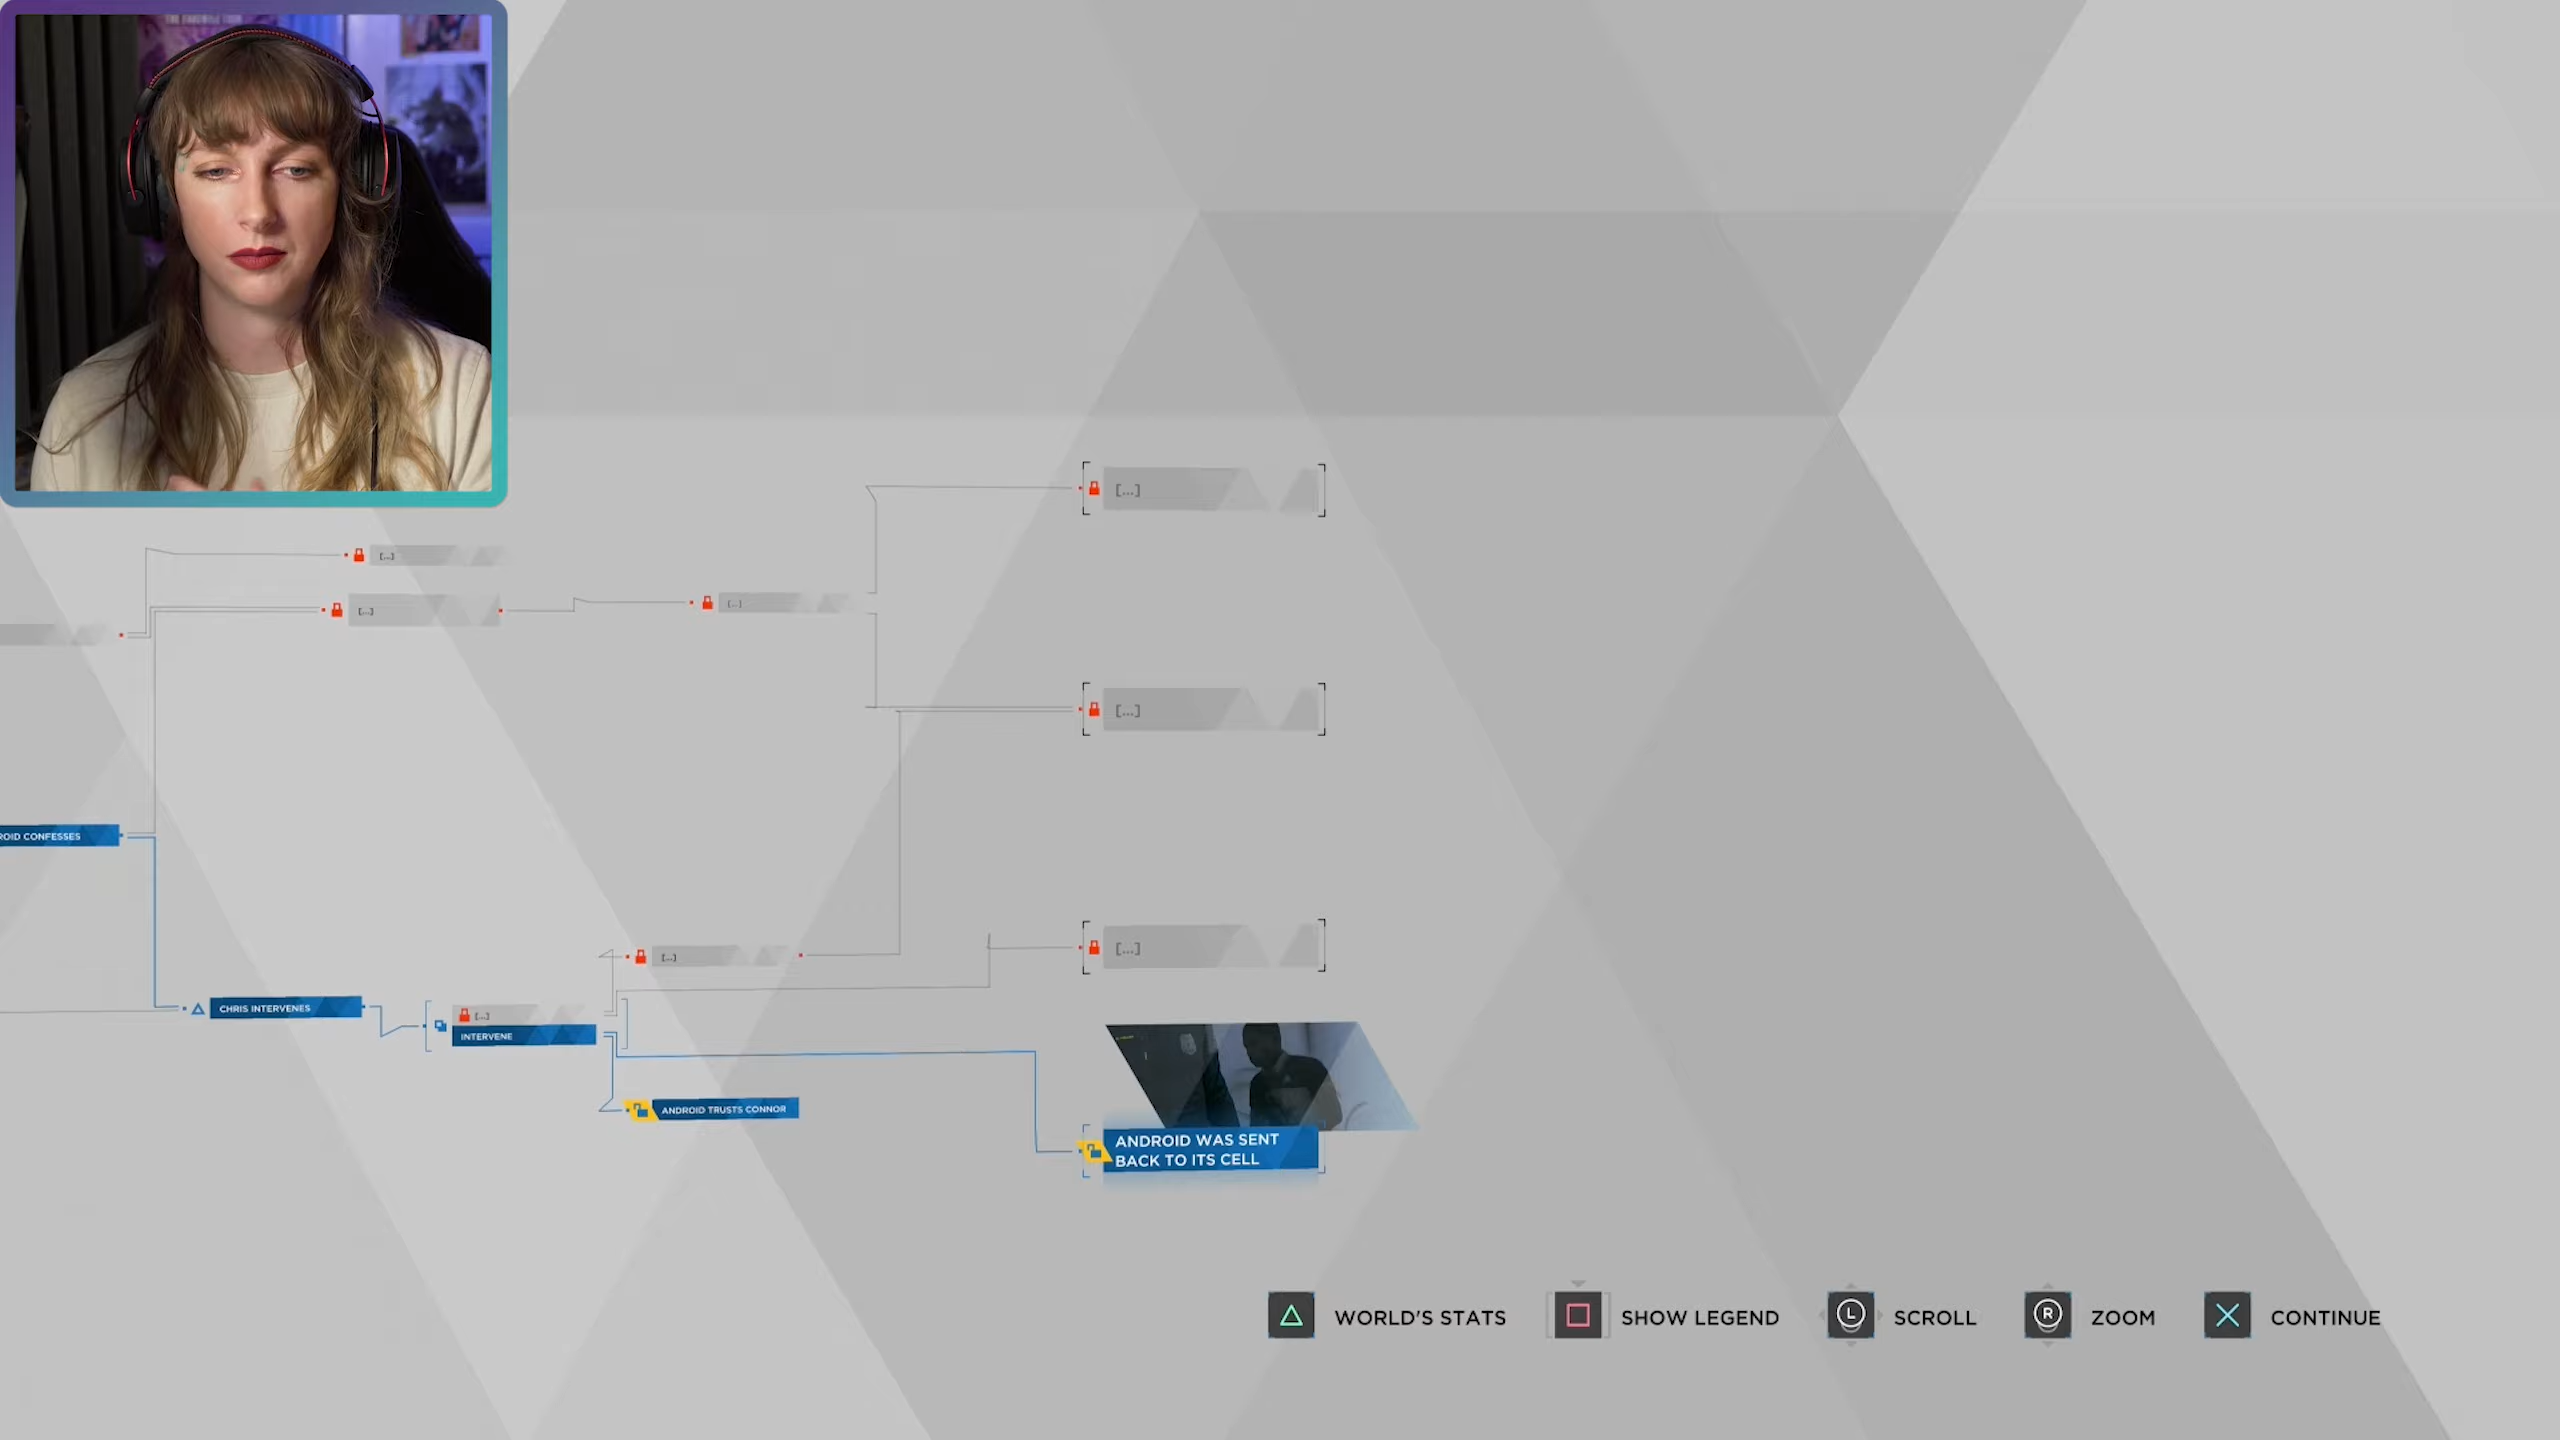 [...]
[...]
[...]
[...]
[...]
ROID CONFESSES
[...]
[...]
CHRIS INTERVENES
[...]
INTERVENE
ANDROID TRUSTS CONNOR
ANDROID WAS SENT
BACK TO ITS CELL
WORLD'S STATS
SHOW LEGEND
L
SCROLL
R
ZOOM
CONTINUE